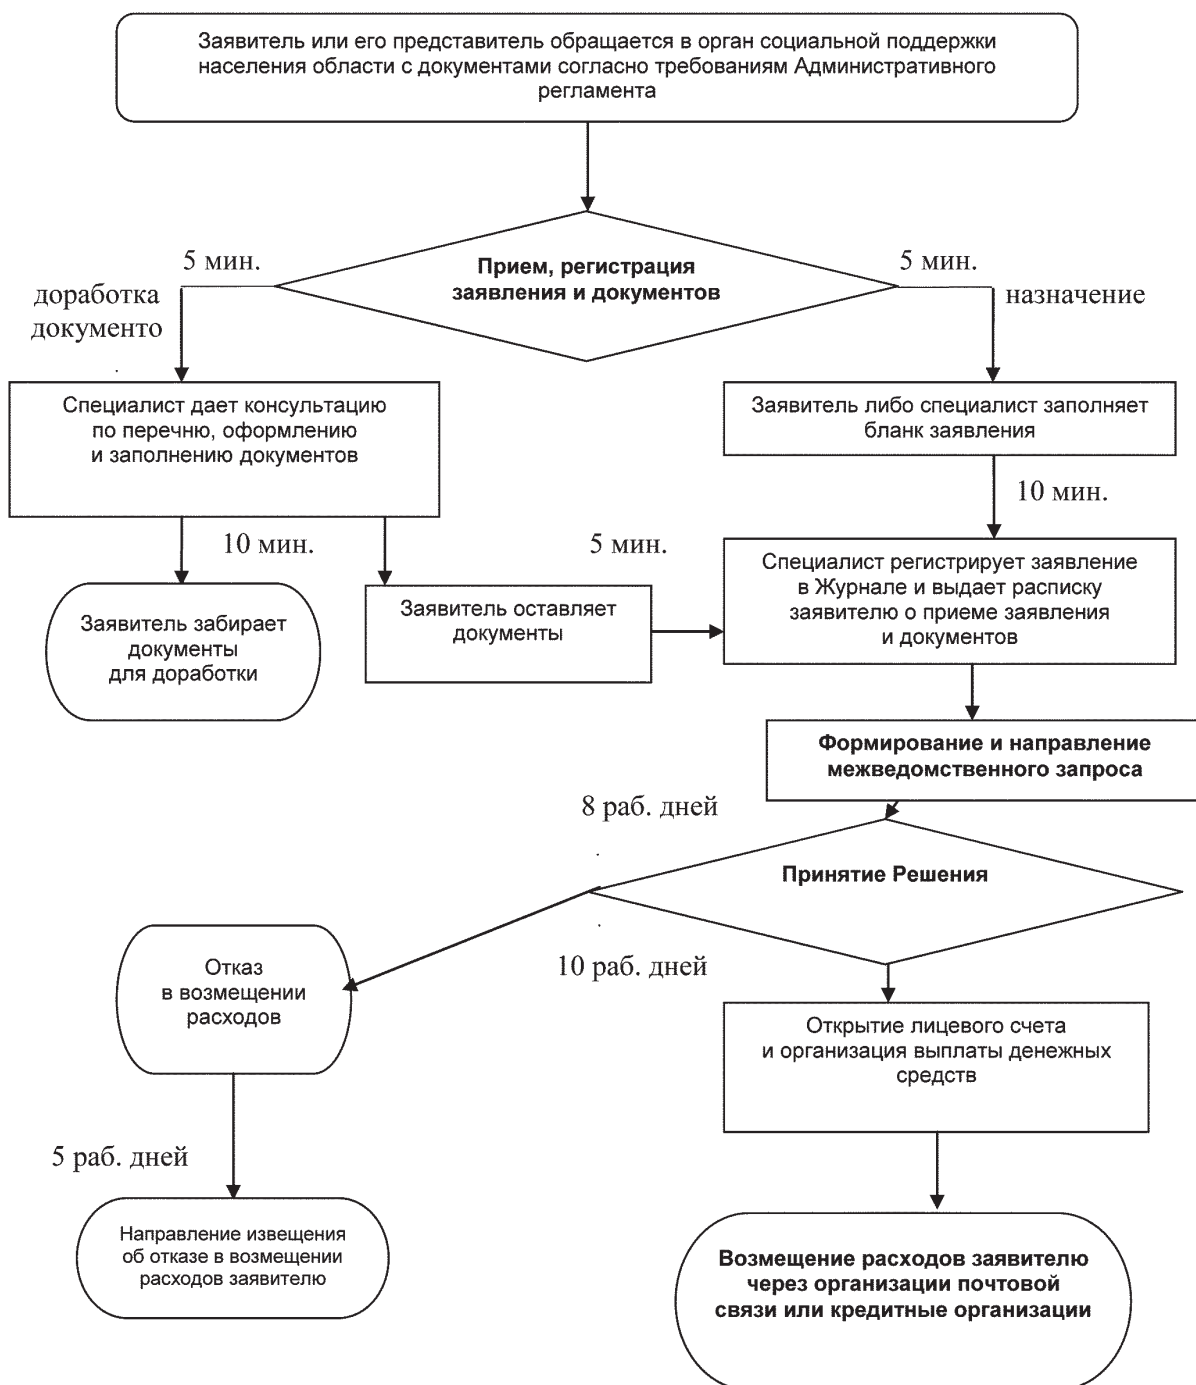 Заявитель или его представитель обращается в орган социальной поддержки
населения области с документами согласно требованиям Административного
регламента
5 мин.
Прием, регистрация
заявления и документов
5 мин.
доработка
документо
назначение
Специалист дает консультацию
по перечню, оформлению
и заполнению документов
Заявитель либо специалист заполняет
бланк заявления
10 мин.
10 мин.
5 мин.
Специалист регистрирует заявление
в Журнале и выдает расписку
заявителю о приеме заявления
и документов
Заявитель оставляет
документы
Заявитель забирает
документы
для доработки
Формирование и направление
межведомственного запроса
8 раб. дней
Принятие Решения
10 раб. дней
Отказ
в возмещении
расходов
Открытие лицевого счета
и организация выплаты денежных
средств
5 раб. дней
Направление извещения
об отказе в возмещении
расходов заявителю
Возмещение расходов заявителю
через организации почтовой
связи или кредитные организации